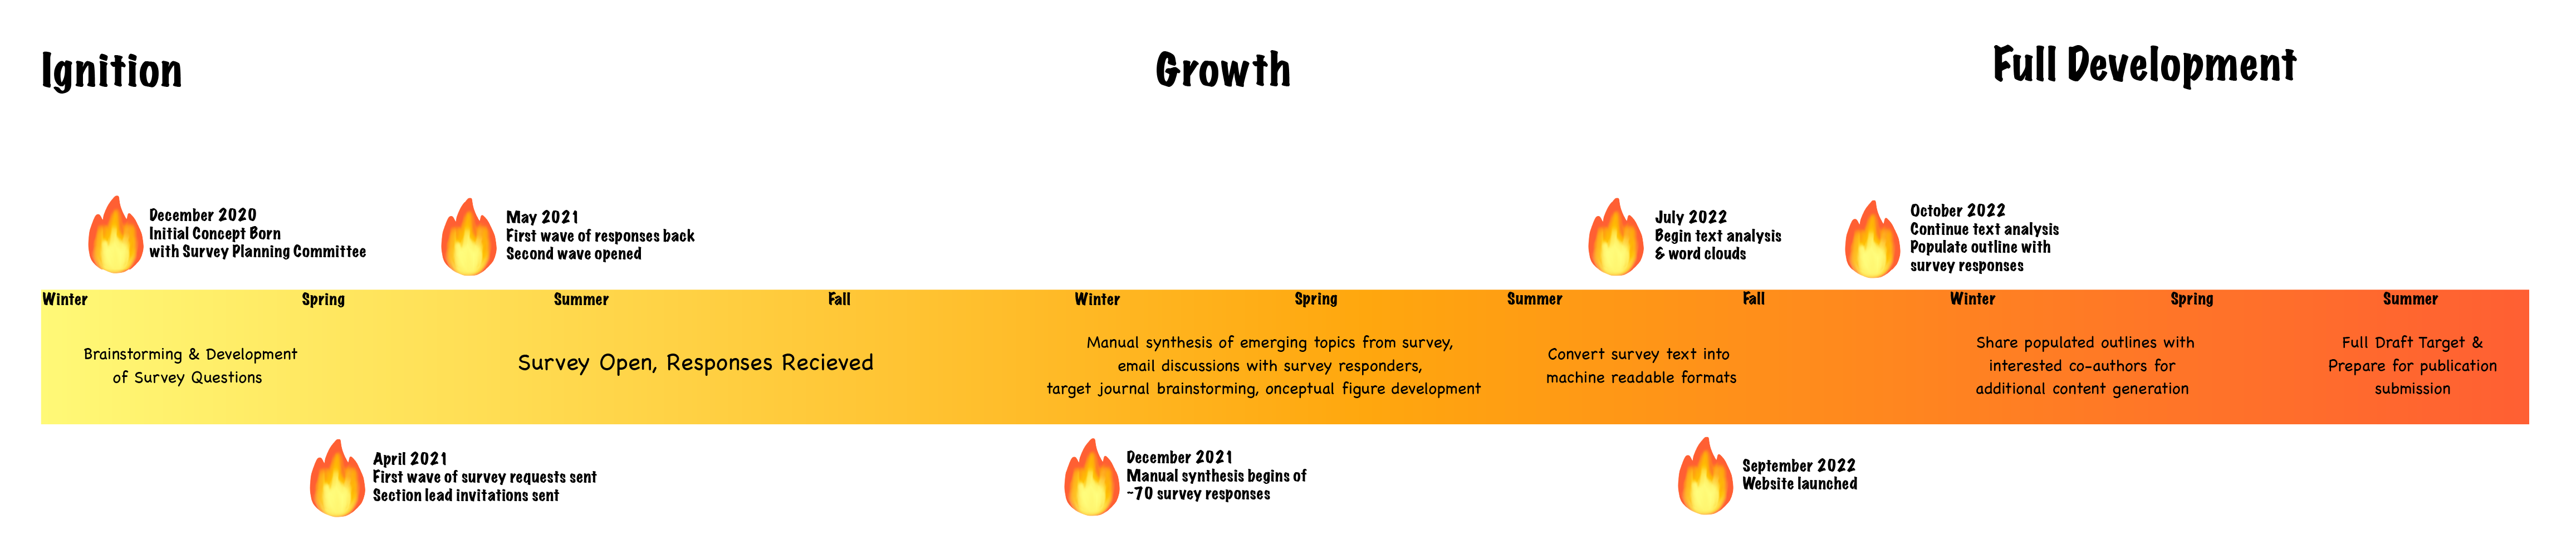 Ignition
Growth
Full Development
December 2020
Initial Concept Born
with Survey Planning Committee
May 2021
First wave of responses back
Second wave opened
July 2022
Begin text analysis
& word clouds
October 2022
Continue text analysis
Populate outline with
survey responses
Winter
Spring
Summer
Fall
Winter
Spring
Summer
Fall
Winter
Spring
Summer
Brainstorming & Development
of Survey Questions
Survey Open, Responses Recieved
Manual synthesis of emerging topics from survey,
email discussions with survey responders,
target journal brainstorming, onceptual figure development
Convert survey text into
machine readable formats
Share populated outlines with
interested co-authors for
additional content generation
Full Draft Target &
Prepare for publication
submission
April 2021
First wave of survey requests sent
Section lead invitations sent
December 2021
Manual synthesis begins of
~70 survey responses
September 2022
Website launched